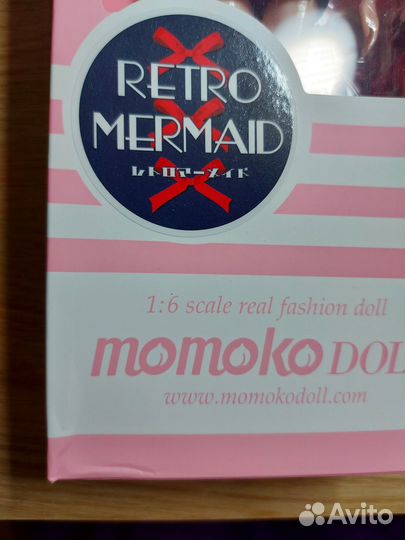 RETRO
MERMAID
レトロマーメイド
1:6 scale real fashion doll
momoko DOLL
www.momokodoll.com
Avito